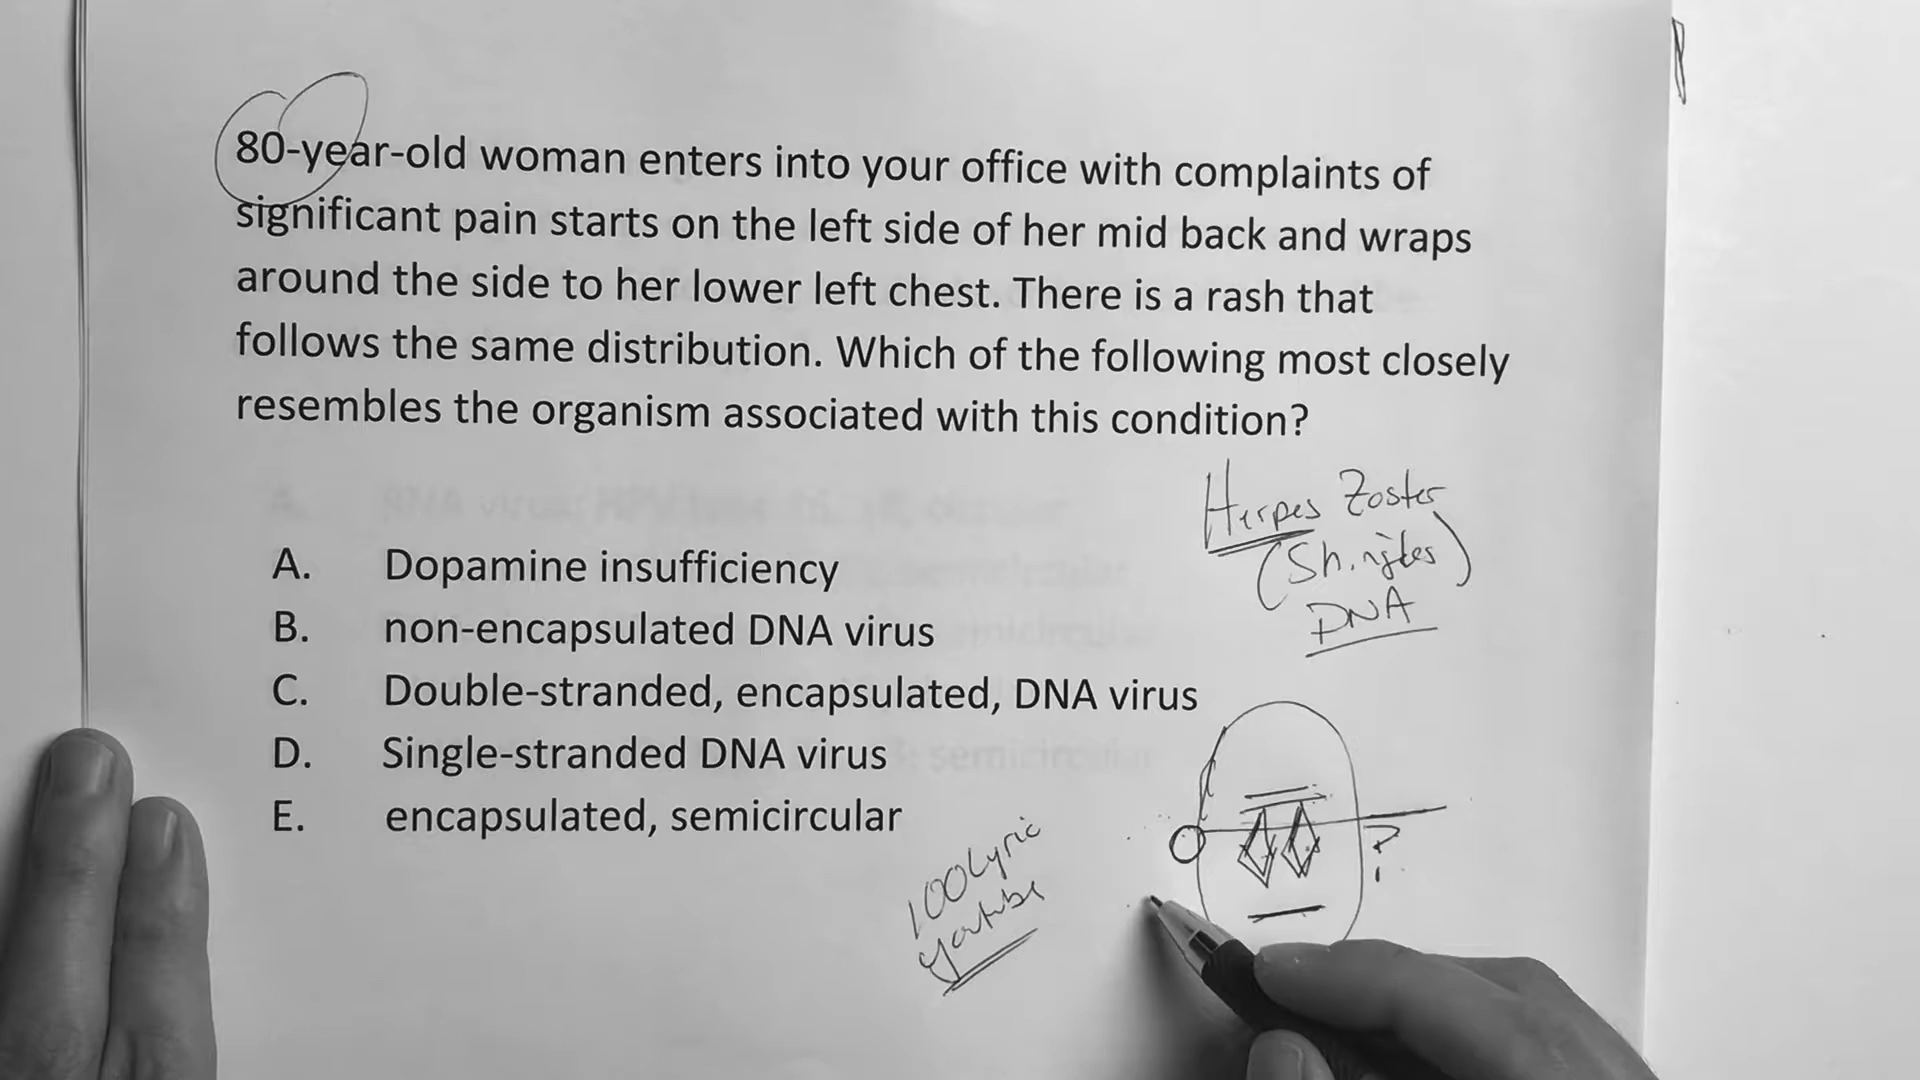 80-year-old woman enters into your office with complaints of
significant pain starts on the left side of her mid back and wraps
around the side to her lower left chest. There is a rash that
follows the same distribution. Which of the following most closely
resembles the organism associated with this condition?
Herpes Zoster
(Shingles)
DNA
A. Dopamine insufficiency
B. non-encapsulated DNA virus
C. Double-stranded, encapsulated, DNA virus
D. Single-stranded DNA virus
E. encapsulated, semicircular
100Lyric
Youtube
?